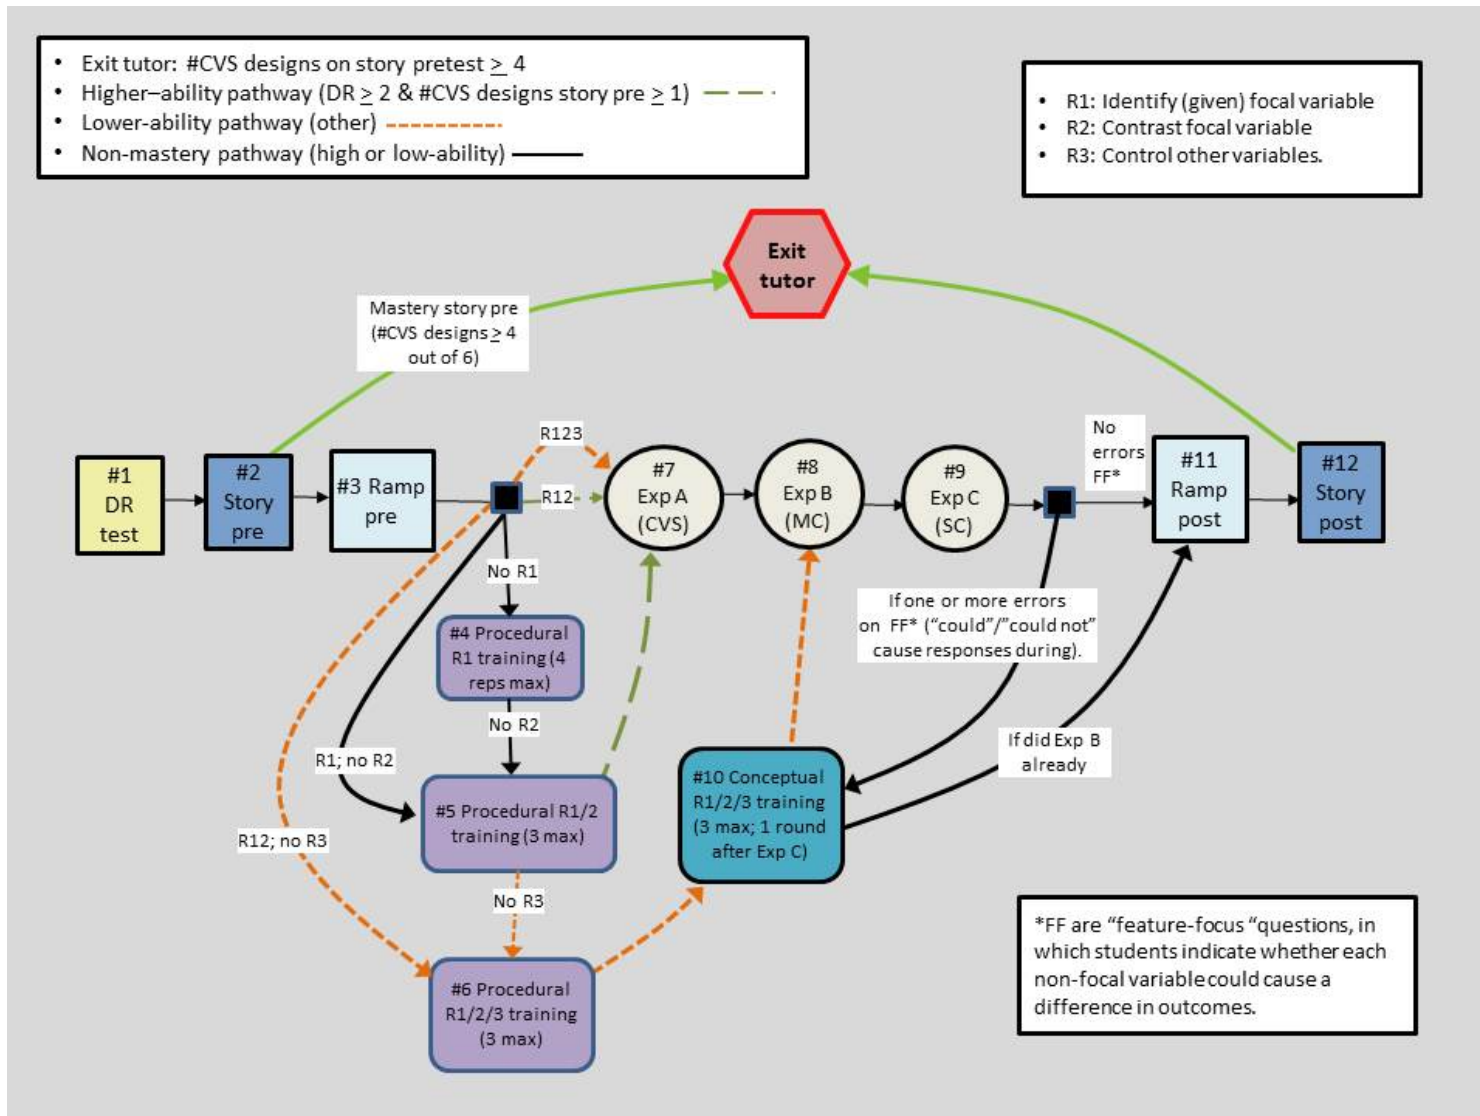 • Exit tutor: #CVS designs on story pretest ≥ 4
• Higher–ability pathway (DR ≥ 2 & #CVS designs story pre ≥ 1)
• Lower-ability pathway (other)
• Non-mastery pathway (high or low-ability)
• R1: Identify (given) focal variable
• R2: Contrast focal variable
• R3: Control other variables.
Exit
tutor
Mastery story pre
(#CVS designs ≥ 4
out of 6)
#1
DR
test
#2
Story
pre
#3 Ramp
pre
R123
R12
#7
Exp A
(CVS)
#8
Exp B
(MC)
#9
Exp C
(SC)
No
errors
FF*
#11
Ramp
post
#12
Story
post
No R1
#4 Procedural
R1 training (4
reps max)
No R2
R1; no R2
#5 Procedural R1/2
training (3 max)
R12; no R3
No R3
#6 Procedural
R1/2/3 training
(3 max)
#10 Conceptual
R1/2/3 training
(3 max; 1 round
after Exp C)
If one or more errors
on FF* (“could”/”could not”
cause responses during).
If did Exp B
already
*FF are “feature-focus “questions, in
which students indicate whether each
non-focal variable could cause a
difference in outcomes.